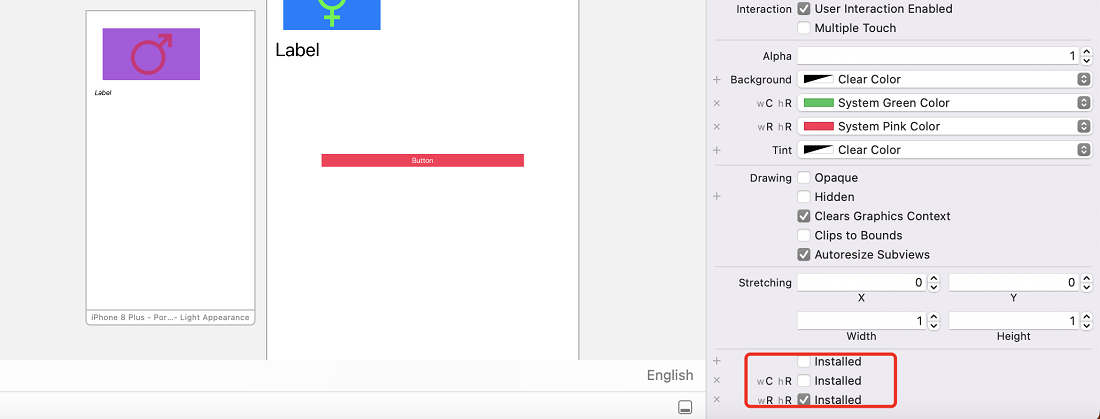 Label
iPhone 8 Plus - Por...- Light Appearance
Label
Button
English
Interaction User Interaction Enabled
Multiple Touch
Alpha 1
+ Background Clear Color
× wC hR System Green Color
× wR hR System Pink Color
+ Tint Clear Color
Drawing Opaque
+ Hidden
Clears Graphics Context
Clips to Bounds
Autoresize Subviews
Stretching 0 0
X Y
1 1
Width Height
+ Installed
× wC hR Installed
× wR hR Installed